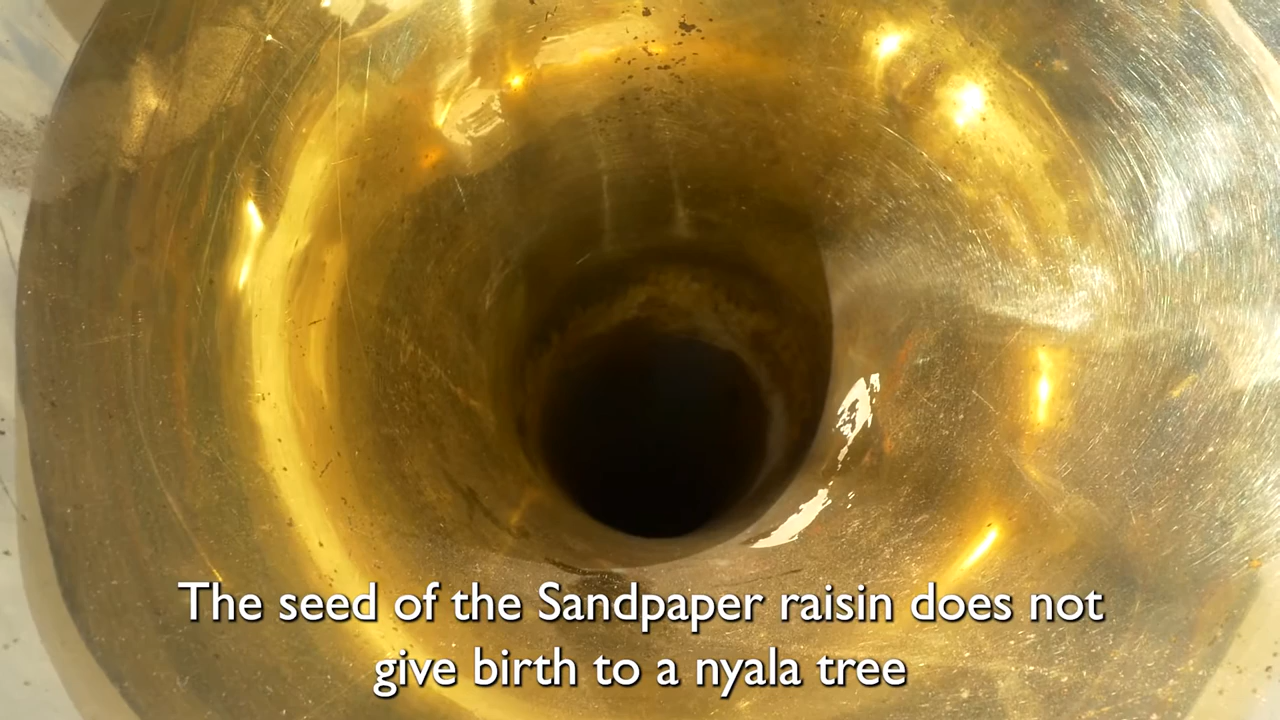 The seed of the Sandpaper raisin does not
give birth to a nyala tree